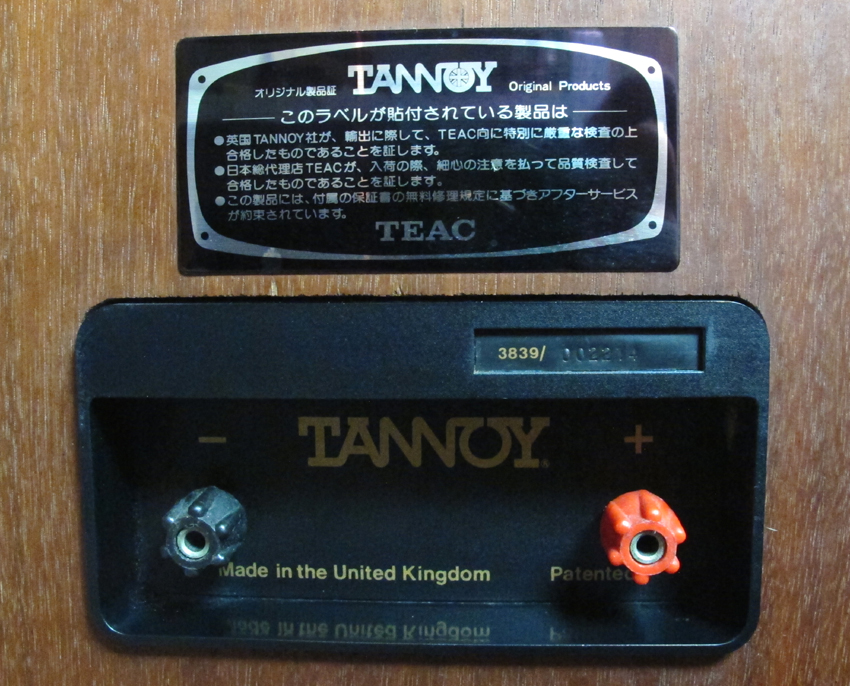 オリジナル製品証 TANNOY Original Products
このラベルが貼付されている製品は
●英国TANNOY社が、輸出に際して、TEAC向に特別に厳重な検査の上
合格したものであることを証します。
●日本総代理店TEACが、入荷の際、細心の注意を払って品質検査して
合格したものであることを証します。
●この製品には、付属の保証書の無料修理規定に基づきアフターサービス
が約束されています。
TEAC
3839/ 002214
− TANNOY® +
Made in the United Kingdom Patented